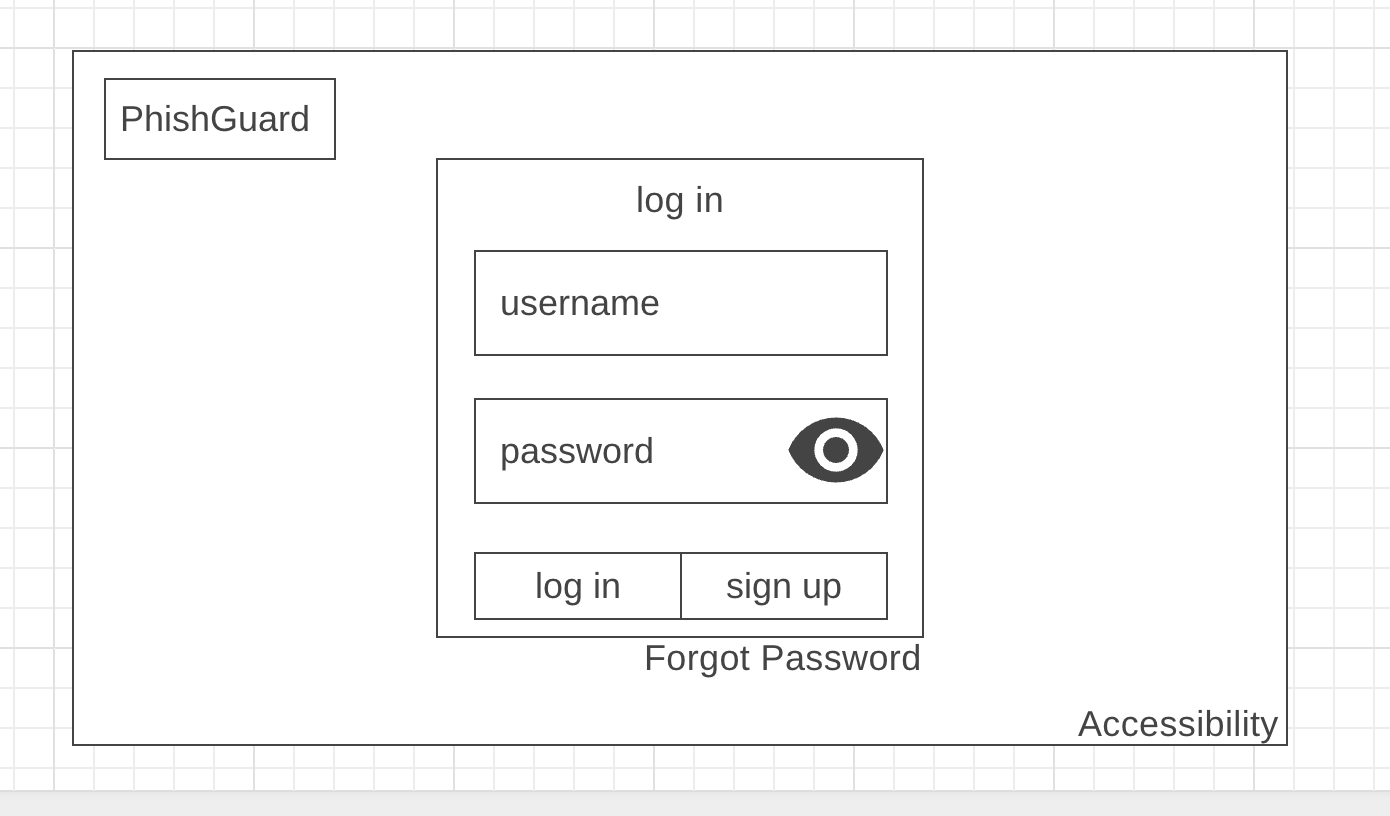 PhishGuard
log in
username
password
log in
sign up
Forgot Password
Accessibility